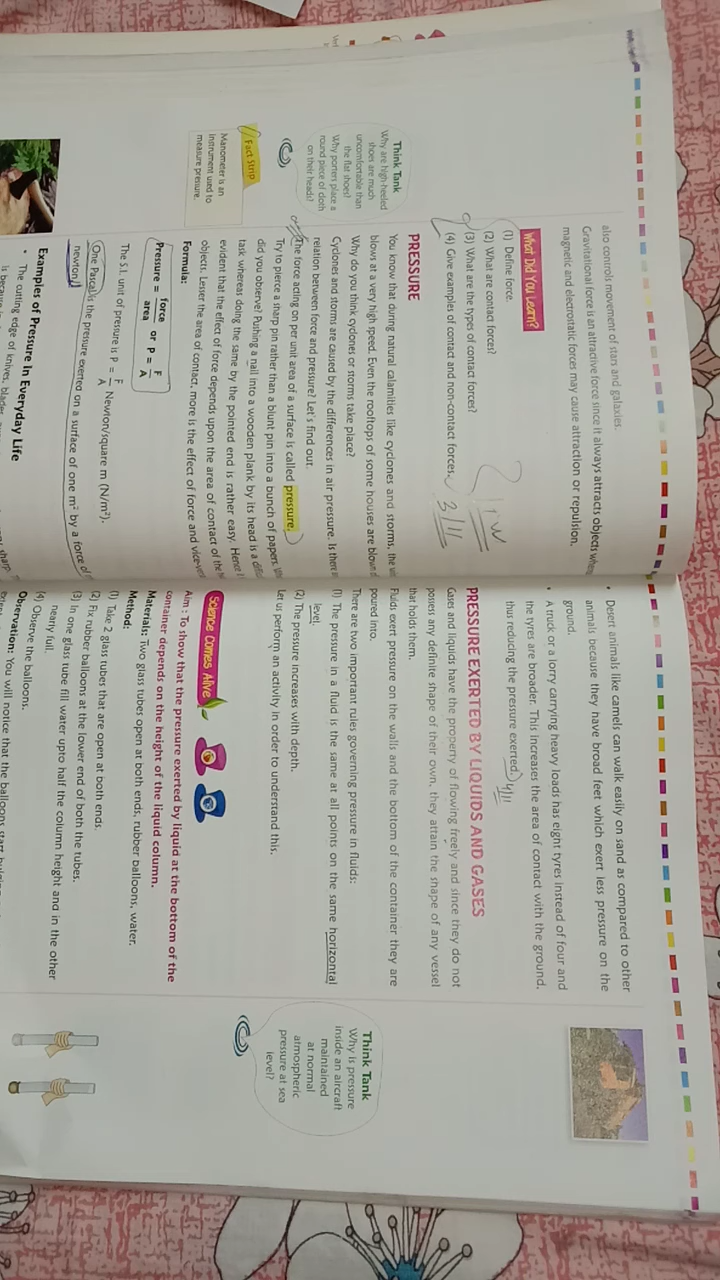 also controls movement of stars and galaxies.
Gravitational force is an attractive force since it always attracts objects
magnetic and electrostatic forces may cause attraction or repulsion.
What Did You Learn?
(1) Define force.
(2) What are contact forces?
(3) What are the types of contact forces?
(4) Give examples of contact and non-contact forces.
3/11
Think Tank
Why are high-heeled
shoes are much
uncomfortable than
the flat shoes?
Why porters place a
round piece of cloth
on their heads?
PRESSURE
You know that during natural calamities like cyclones and storms, the
blows at a very high speed. Even the rooftops of some houses are blown
Why do you think cyclones or storms take place?
Cyclones and storms are caused by the differences in air pressure. Is there
relation between force and pressure? Let's find out.
The force acting on per unit area of a surface is called pressure.
Try to pierce a sharp pin rather than a blunt pin into a bunch of papers.
did you observe? Pushing a nail into a wooden plank by its head is a
task whereas doing the same by the pointed end is rather easy. Hence
evident that the effect of force depends upon the area of contact of the
objects. Lesser the area of contact, more is the effect of force and vice-versa
Fact Strip
Manometer is an
instrument used to
measure pressure.
Formula:
Pressure = force / area or P = F / A
The S.I. unit of pressure is P = F / A Newton/square m (N/m²).
One Pascal is the pressure exerted on a surface of one m² by a force of
newton.
Examples of Pressure in Everyday Life
• The cutting edge of knives, blades,
is because
sharp
• Desert animals like camels can walk easily on sand as compared to other
animals because they have broad feet which exert less pressure on the
ground.
• A truck or a lorry carrying heavy loads has eight tyres instead of four and
the tyres are broader. This increases the area of contact with the ground,
thus reducing the pressure exerted.
4/11
PRESSURE EXERTED BY LIQUIDS AND GASES
Gases and liquids have the property of flowing freely and since they do not
possess any definite shape of their own, they attain the shape of any vessel
that holds them.
Fluids exert pressure on the walls and the bottom of the container they are
poured into.
There are two important rules governing pressure in fluids:
(1) The pressure in a fluid is the same at all points on the same horizontal
level.
(2) The pressure increases with depth.
Let us perform an activity in order to understand this.
Think Tank
Why is pressure
inside an aircraft
maintained
at normal
atmospheric
pressure at sea
level?
Science Comes Alive
Aim : To show that the pressure exerted by liquid at the bottom of the
container depends on the height of the liquid column.
Materials: Two glass tubes open at both ends, rubber balloons, water.
Method:
(1) Take 2 glass tubes that are open at both ends.
(2) Fix rubber balloons at the lower end of both the tubes.
(3) In one glass tube fill water upto half the column height and in the other
nearly full.
(4) Observe the balloons.
Observation: You will notice that the balloons start bulging